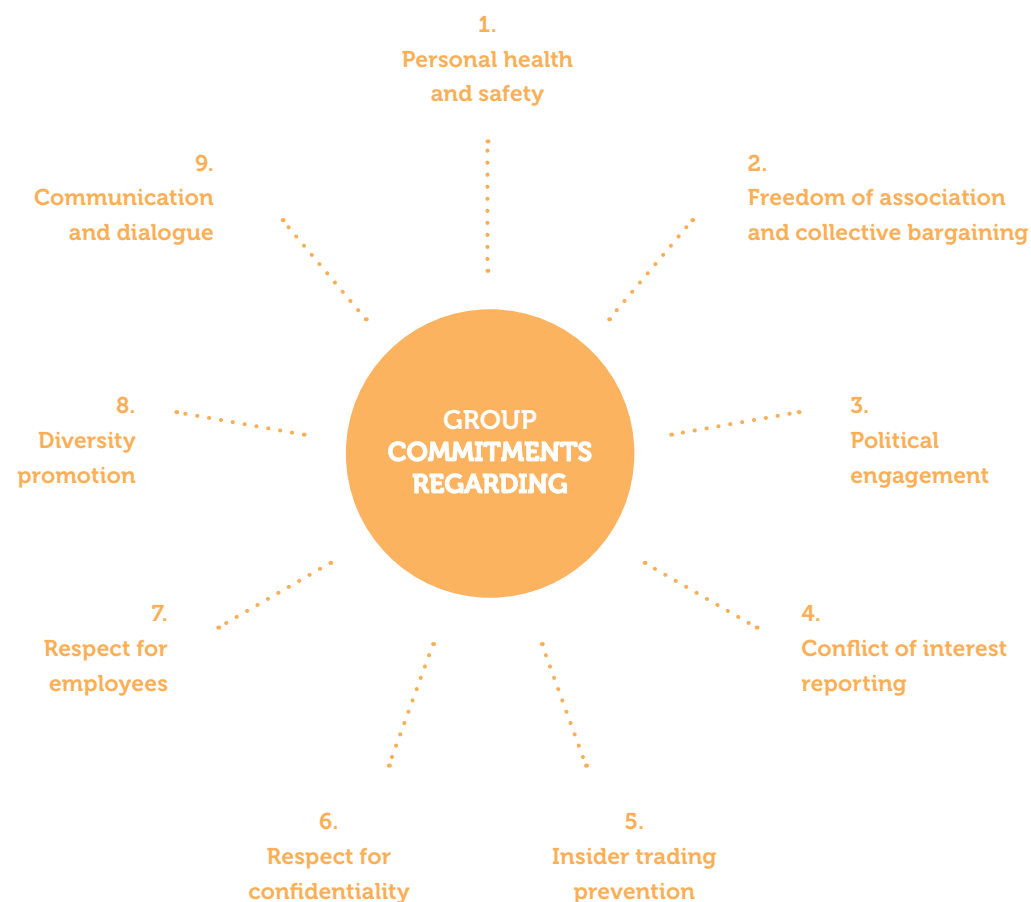 1.
Personal health
and safety
2.
Freedom of association
and collective bargaining
3.
Political
engagement
4.
Conflict of interest
reporting
5.
Insider trading
prevention
6.
Respect for
confidentiality
7.
Respect for
employees
8.
Diversity
promotion
9.
Communication
and dialogue
GROUP
COMMITMENTS
REGARDING